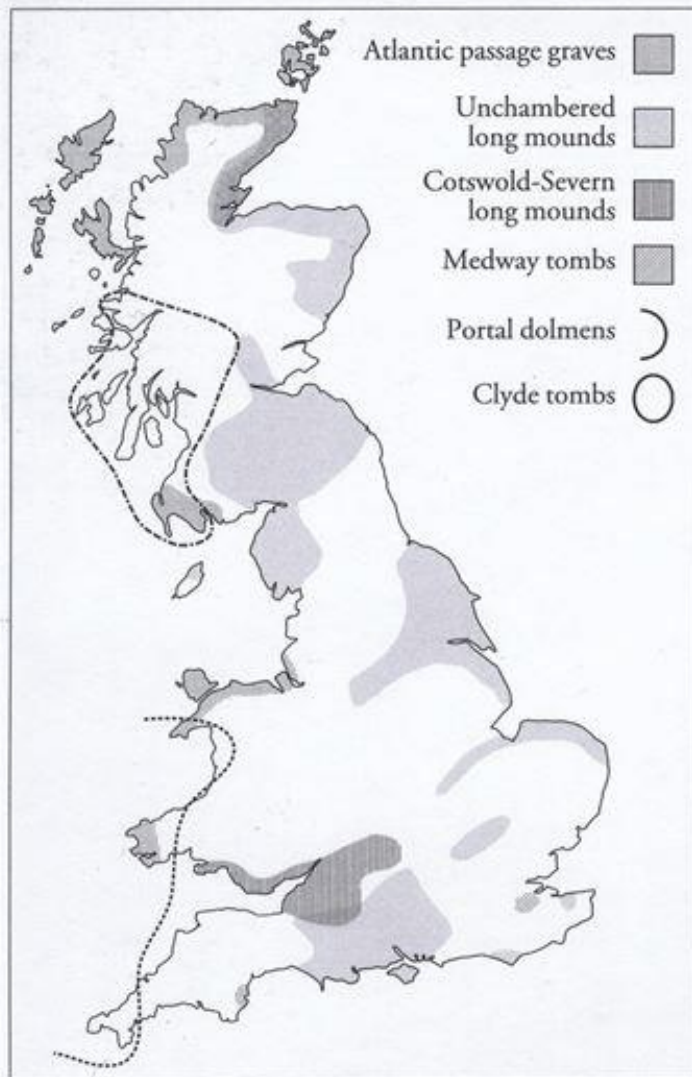 Atlantic passage graves
Unchambered
long mounds
Cotswold-Severn
long mounds
Medway tombs
Portal dolmens
Clyde tombs